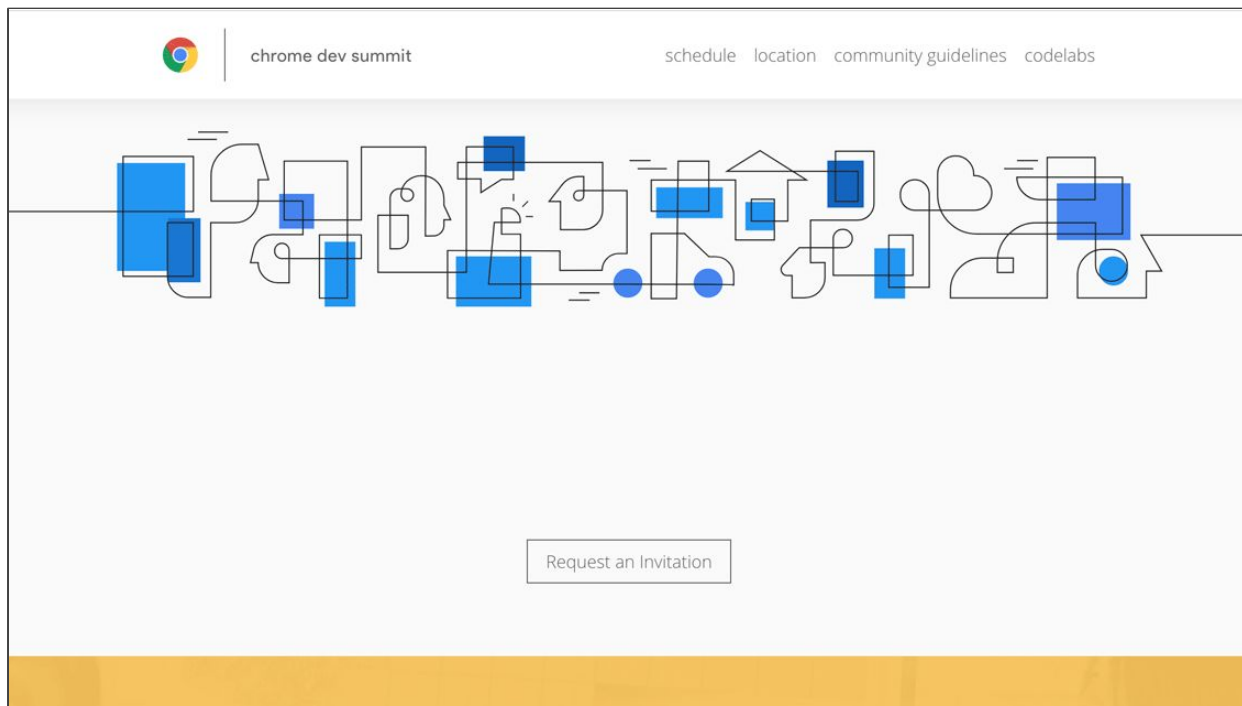 chrome dev summit
schedule location community guidelines codelabs
Request an Invitation